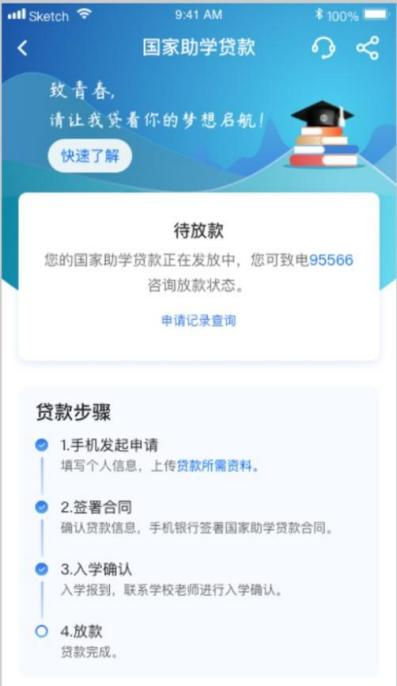 Sketch 9:41 AM 100%
国家助学贷款
致青春，
请让我贷着你的梦想启航！
快速了解
待放款
您的国家助学贷款正在发放中，您可致电95566
咨询放款状态。
申请记录查询
贷款步骤
1.手机发起申请
填写个人信息，上传贷款所需资料。
2.签署合同
确认贷款信息，手机银行签署国家助学贷款合同。
3.入学确认
入学报到，联系学校老师进行入学确认。
4.放款
贷款完成。